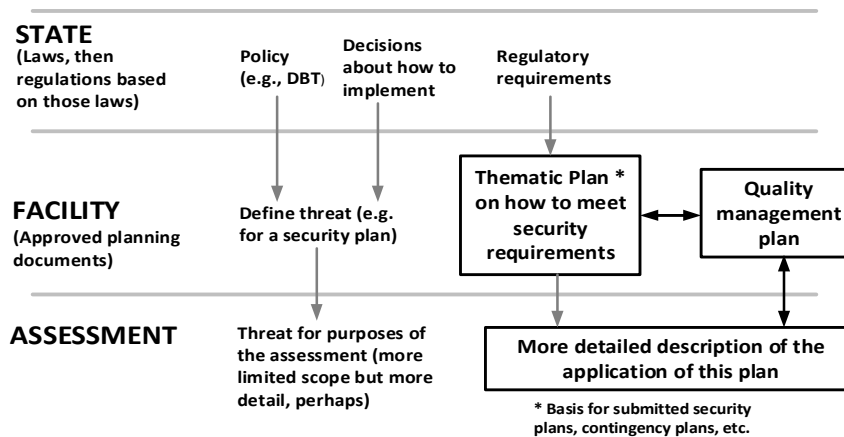 STATE
(Laws, then
regulations based
on those laws)
Policy
(e.g., DBT)
Decisions
about how to
implement
Regulatory
requirements
FACILITY
(Approved planning
documents)
Define threat (e.g.
for a security plan)
Thematic Plan *
on how to meet
security
requirements
Quality
management
plan
ASSESSMENT
Threat for purposes of
the assessment (more
limited scope but more
detail, perhaps)
More detailed description of the
application of this plan
* Basis for submitted security
plans, contingency plans, etc.